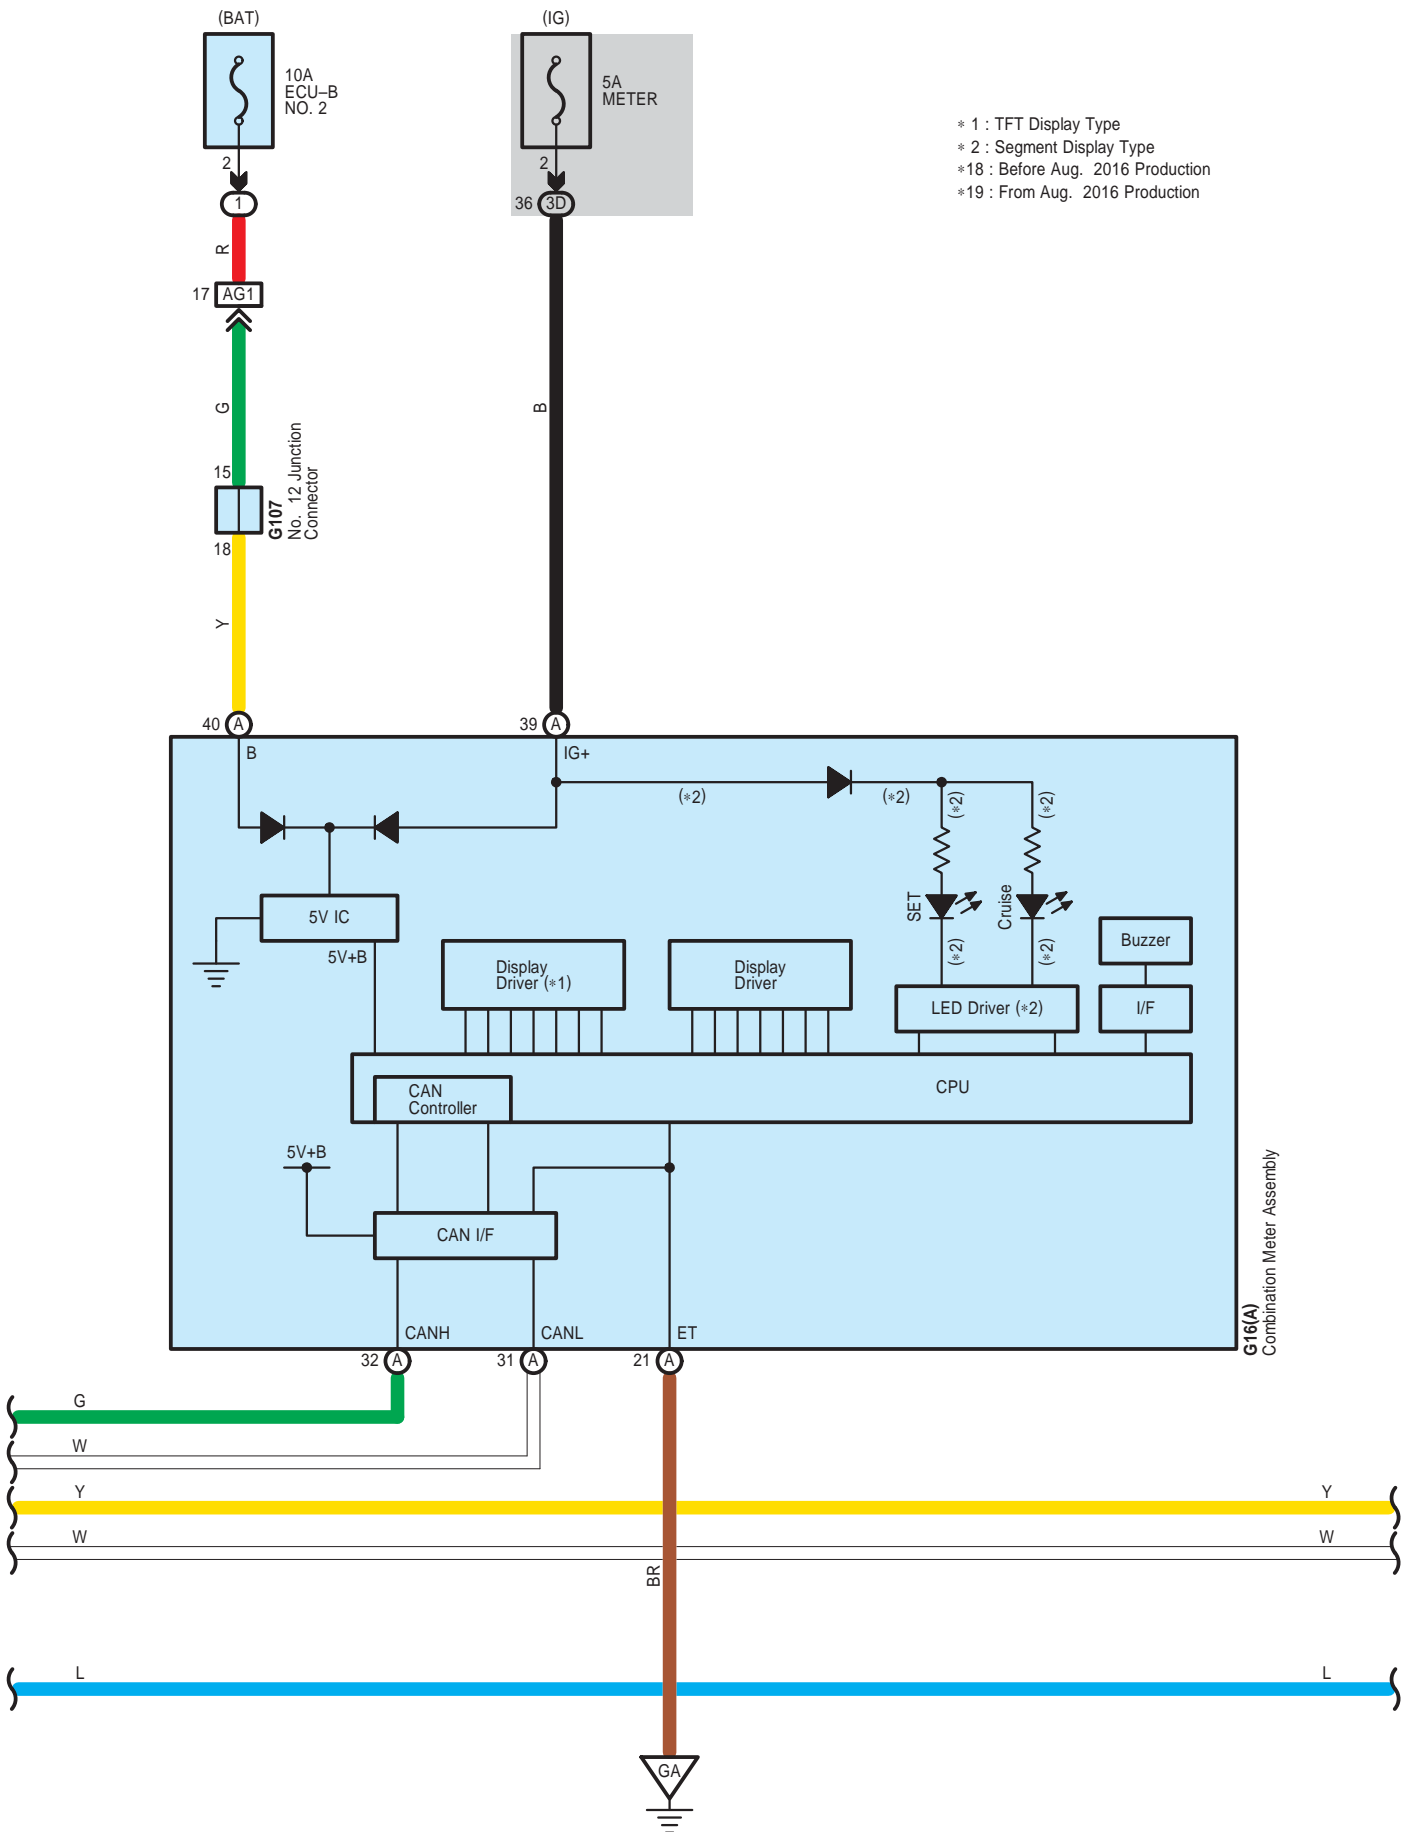 (BAT)
(IG)
10A
ECU–B
NO. 2
5A
METER
∗ 1 : TFT Display Type
∗ 2 : Segment Display Type
∗18 : Before Aug. 2016 Production
∗19 : From Aug. 2016 Production
2
2
1
36
3D
R
17
AG1
G
B
15
G107
No. 12 Junction
Connector
18
Y
40
A
39
A
B
IG+
(∗2)
(∗2)
(∗2)
(∗2)
SET
Cruise
5V IC
5V+B
(∗2)
(∗2)
Buzzer
Display
Driver (∗1)
Display
Driver
LED Driver (∗2)
I/F
CPU
CAN
Controller
5V+B
CAN I/F
G16(A)
Combination Meter Assembly
CANH
CANL
ET
32
A
31
A
21
A
G
W
Y
Y
W
W
BR
L
L
GA